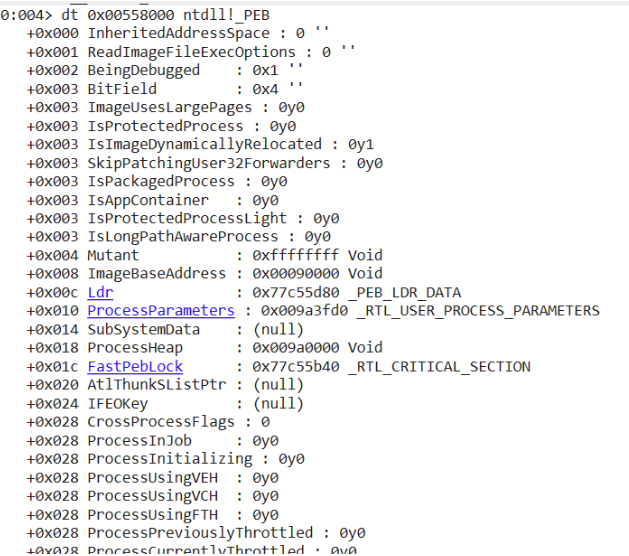 0:004> dt 0x00558000 ntdll!_PEB
+0x000 InheritedAddressSpace : 0 ''
+0x001 ReadImageFileExecOptions : 0 ''
+0x002 BeingDebugged    : 0x1 ''
+0x003 BitField         : 0x4 ''
+0x003 ImageUsesLargePages : 0y0
+0x003 IsProtectedProcess : 0y0
+0x003 IsImageDynamicallyRelocated : 0y1
+0x003 SkipPatchingUser32Forwarders : 0y0
+0x003 IsPackagedProcess : 0y0
+0x003 IsAppContainer   : 0y0
+0x003 IsProtectedProcessLight : 0y0
+0x003 IsLongPathAwareProcess : 0y0
+0x004 Mutant           : 0xffffffff Void
+0x008 ImageBaseAddress : 0x00090000 Void
+0x00c Ldr              : 0x77c55d80 _PEB_LDR_DATA
+0x010 ProcessParameters : 0x009a3fd0 _RTL_USER_PROCESS_PARAMETERS
+0x014 SubSystemData    : (null)
+0x018 ProcessHeap      : 0x009a0000 Void
+0x01c FastPebLock      : 0x77c55b40 _RTL_CRITICAL_SECTION
+0x020 AtlThunkSListPtr : (null)
+0x024 IFEOKey          : (null)
+0x028 CrossProcessFlags : 0
+0x028 ProcessInJob     : 0y0
+0x028 ProcessInitializing : 0y0
+0x028 ProcessUsingVEH  : 0y0
+0x028 ProcessUsingVCH  : 0y0
+0x028 ProcessUsingFTH  : 0y0
+0x028 ProcessPreviouslyThrottled : 0y0
+0x028 ProcessCurrentlyThrottled : 0y0